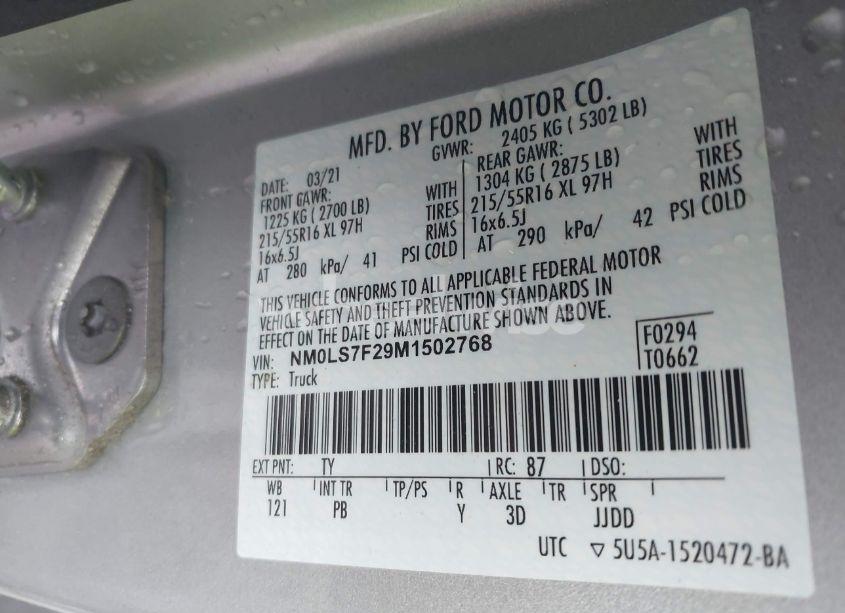 MFD. BY FORD MOTOR CO.
DATE: 03/21 GVWR: 2405 KG ( 5302 LB)
FRONT GAWR: REAR GAWR:
1225 KG ( 2700 LB) WITH 1304 KG ( 2875 LB) WITH
215/55R16 XL 97H TIRES 215/55R16 XL 97H TIRES
16x6.5J RIMS 16x6.5J RIMS
AT 280 kPa/ 41 PSI COLD AT 290 kPa/ 42 PSI COLD
THIS VEHICLE CONFORMS TO ALL APPLICABLE FEDERAL MOTOR
VEHICLE SAFETY AND THEFT PREVENTION STANDARDS IN
EFFECT ON THE DATE OF MANUFACTURE SHOWN ABOVE.
VIN: NM0LS7F29M1502768 F0294
TYPE: Truck T0662
EXT PNT: TY RC: 87 DSO:
WB INT TR TP/PS R AXLE TR SPR
121 PB Y 3D JJDD
UTC ▽ 5U5A-1520472-BA